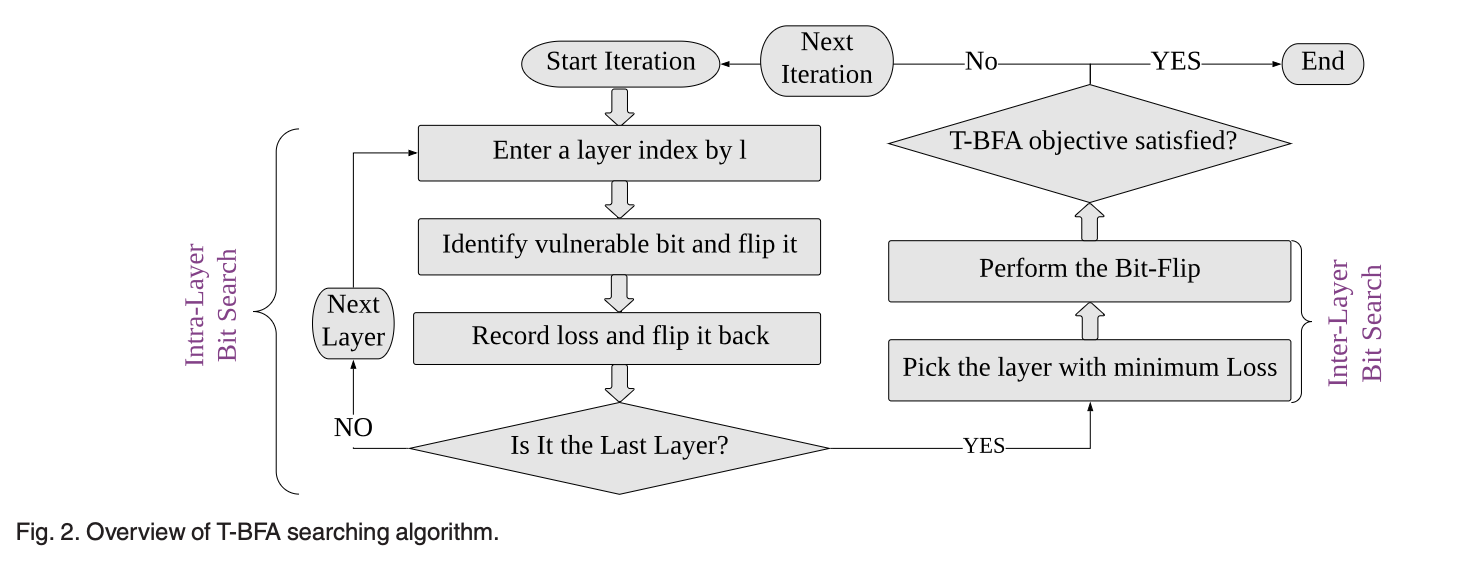 Start Iteration
Next
Iteration
No
YES
End
Enter a layer index by l
T-BFA objective satisfied?
Identify vulnerable bit and flip it
Perform the Bit-Flip
Intra-Layer
Bit Search
Next
Layer
Record loss and flip it back
Pick the layer with minimum Loss
Inter-Layer
Bit Search
NO
Is It the Last Layer?
YES
Fig. 2. Overview of T-BFA searching algorithm.